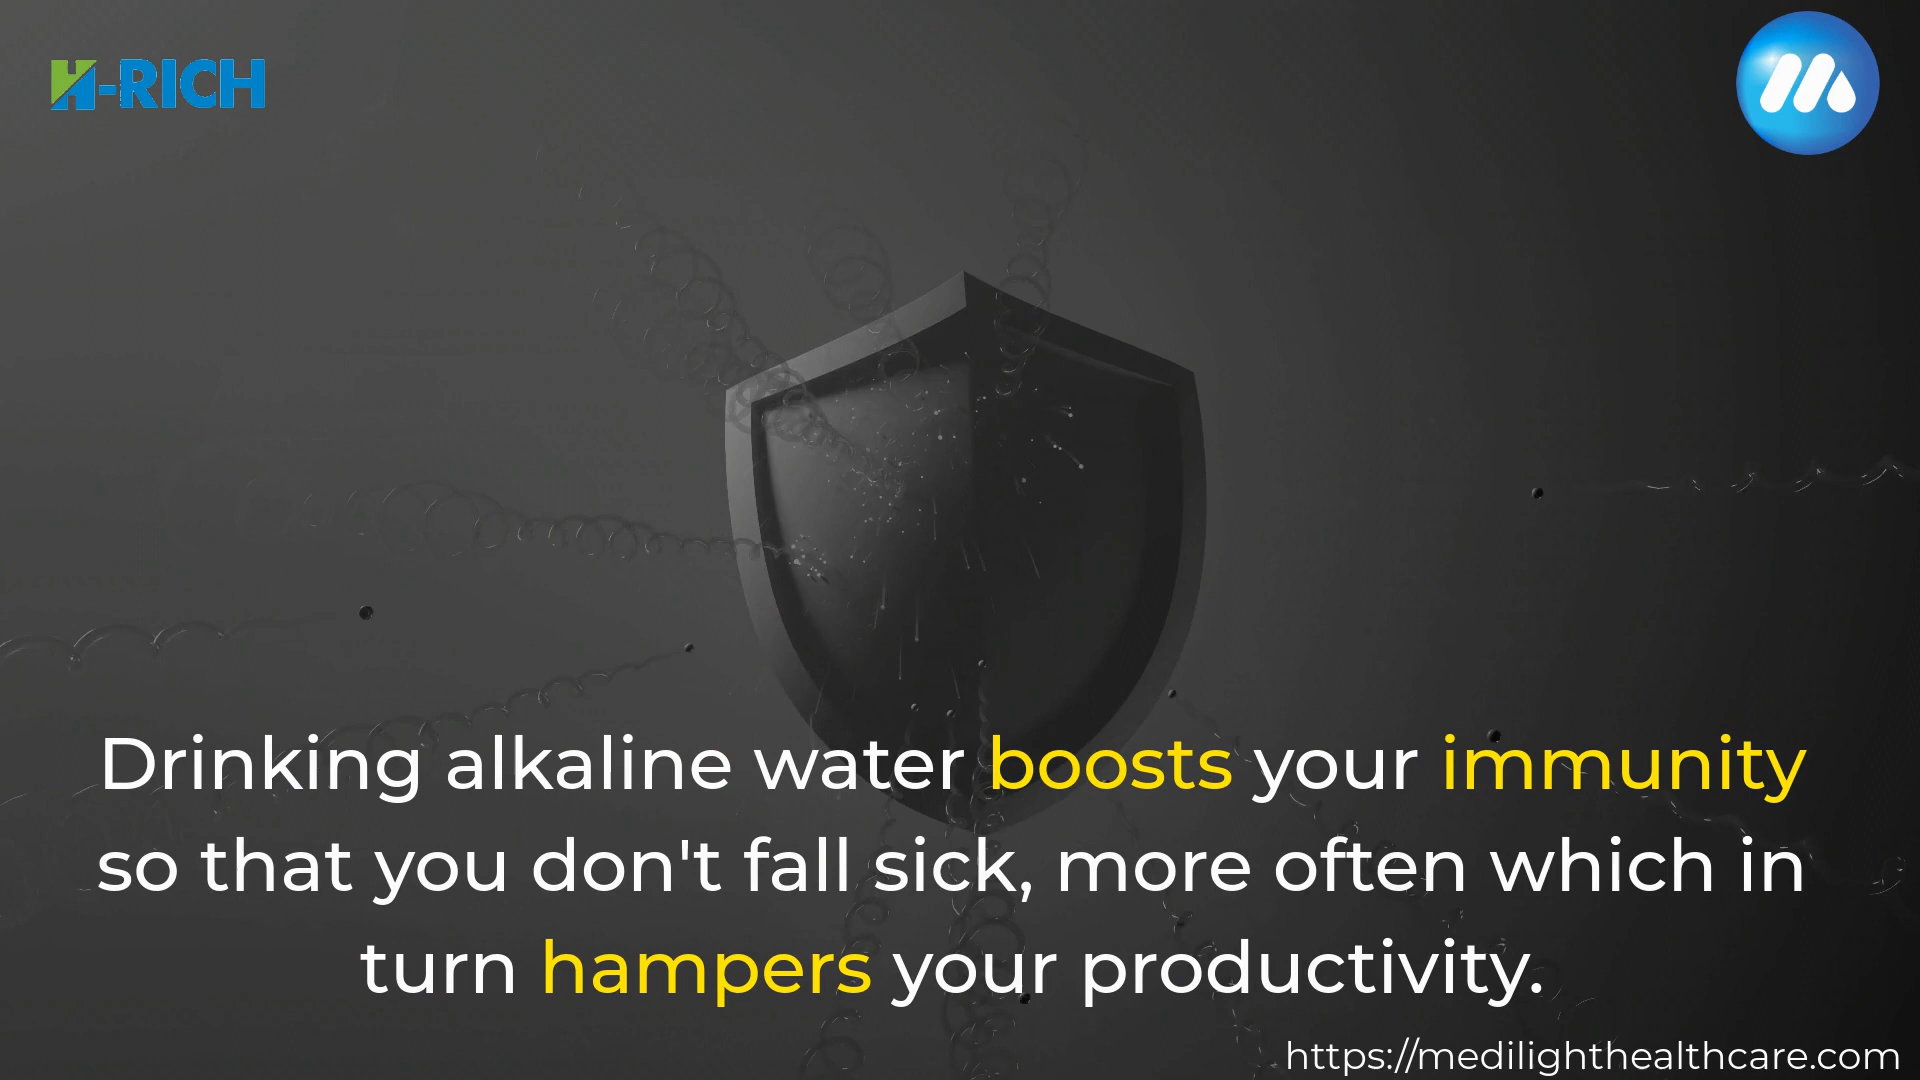 H-RICH
Drinking alkaline water boosts your immunity
so that you don't fall sick, more often which in
turn hampers your productivity.
https://medilighthealthcare.com